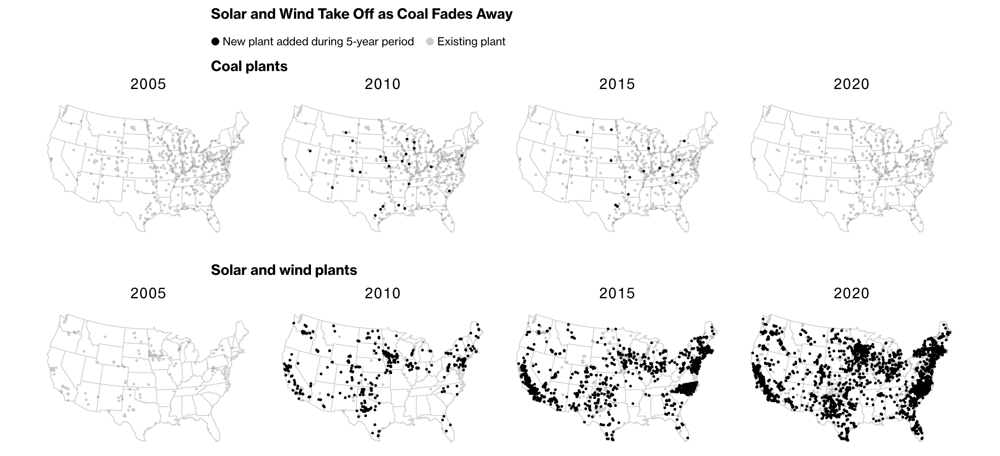 Solar and Wind Take Off as Coal Fades Away
New plant added during 5-year period Existing plant
Coal plants
2005 2010 2015 2020
Solar and wind plants
2005 2010 2015 2020